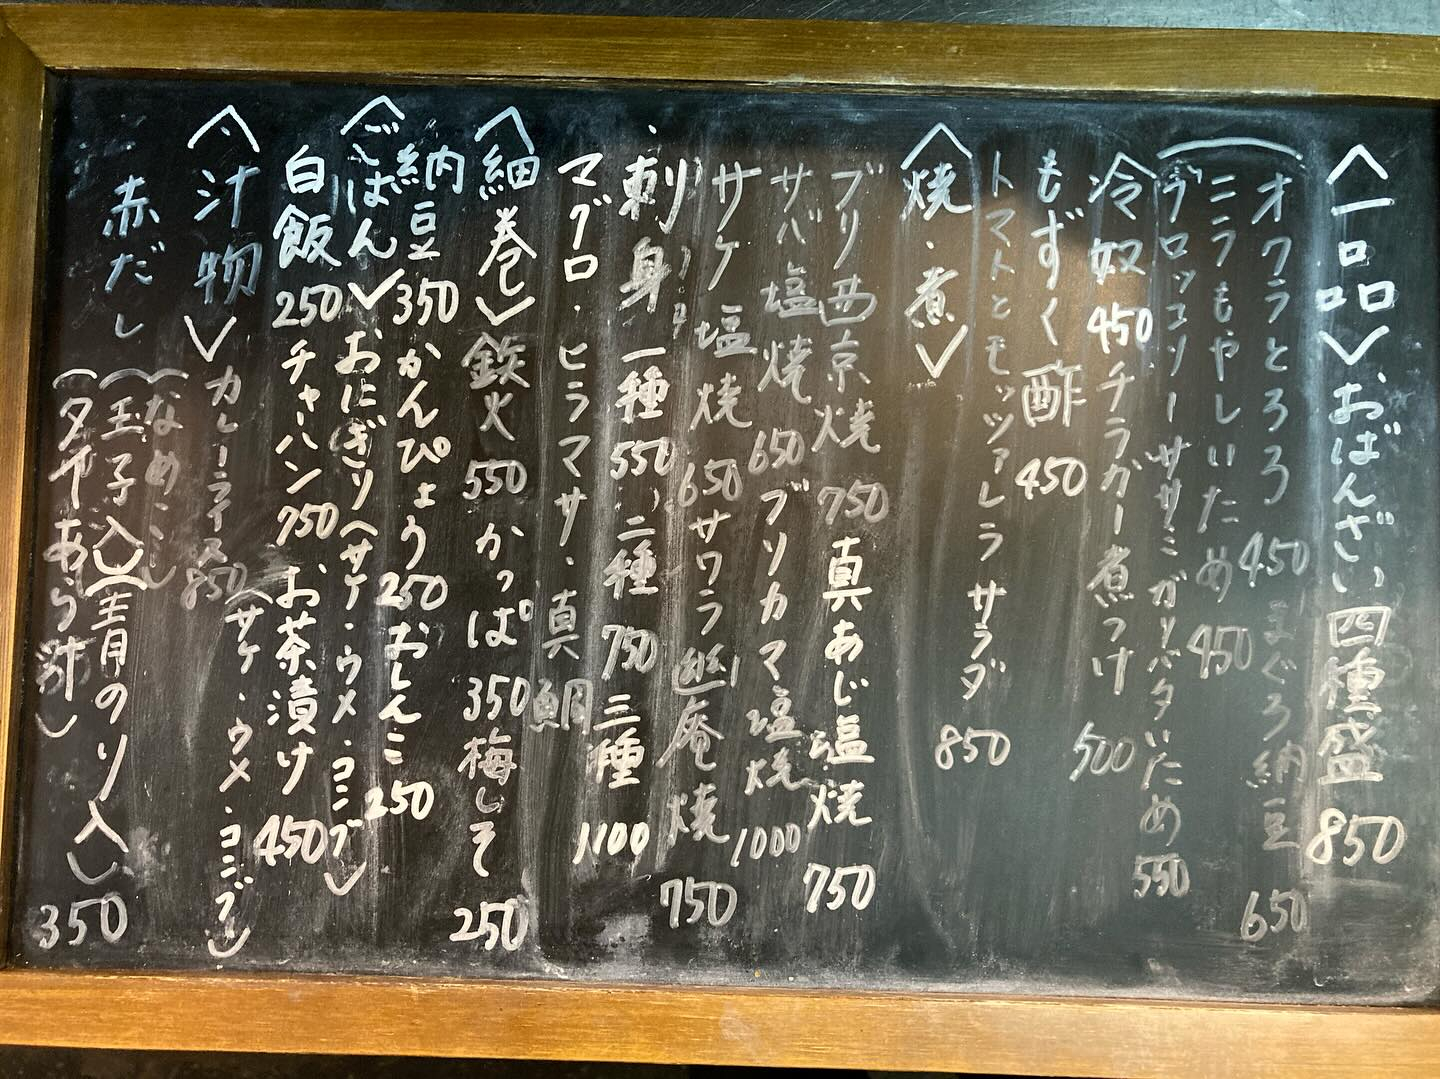 〈一品〉おばんざい四種盛 850
オクラとろろ 450 まぐろ納豆 650
ニラもやしいため 450
ブロッコリーササミガリバタいため 550
冷奴 450 チラガー煮つけ 500
もずく酢 450
トマトとモッツァレラサラダ 850
〈焼・煮〉
ブリ西京焼 750 真あじ塩焼 750
サバ塩焼 650 ブリカマ塩焼 1000
サケ塩焼 650 サワラ幽庵焼 750
刺身 一種 550、二種 750 三種 1100
マグロ・ヒラマサ・真鯛
〈細巻〉鉄火 550 かっぱ 350 梅しそ 250
納豆 350 かんぴょう 250 おしんこ 250
〈ごはん〉おにぎり〈サケ・ウメ・コンブ〉
白飯 250 チャーハン 750 お茶漬け 450
〈サケ・ウメ・コンブ〉
カレーライス 850
〈汁物〉
赤だし
(なめこ)
(玉子入)(青のり入)
(タイあら汁) 350